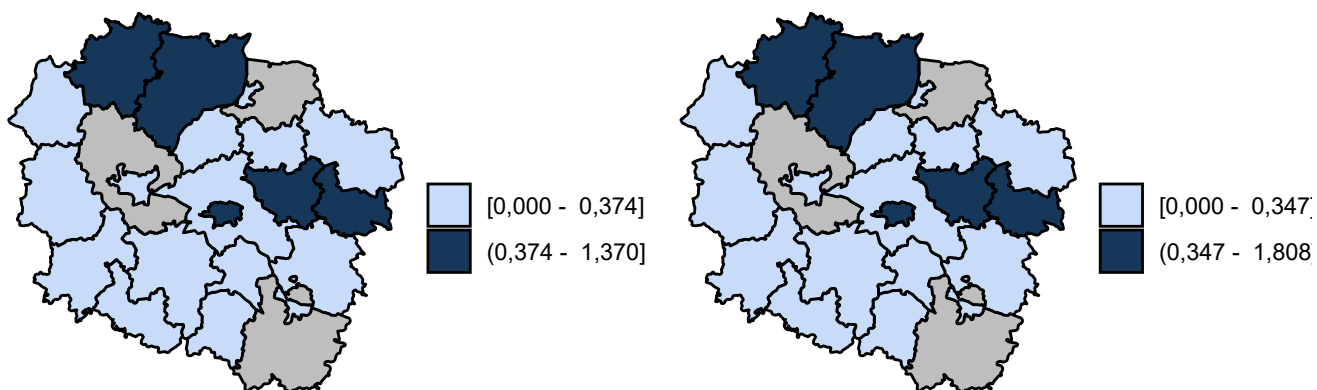 [0,000 - 0,374]
(0,374 - 1,370]
[0,000 - 0,347]
(0,347 - 1,808]